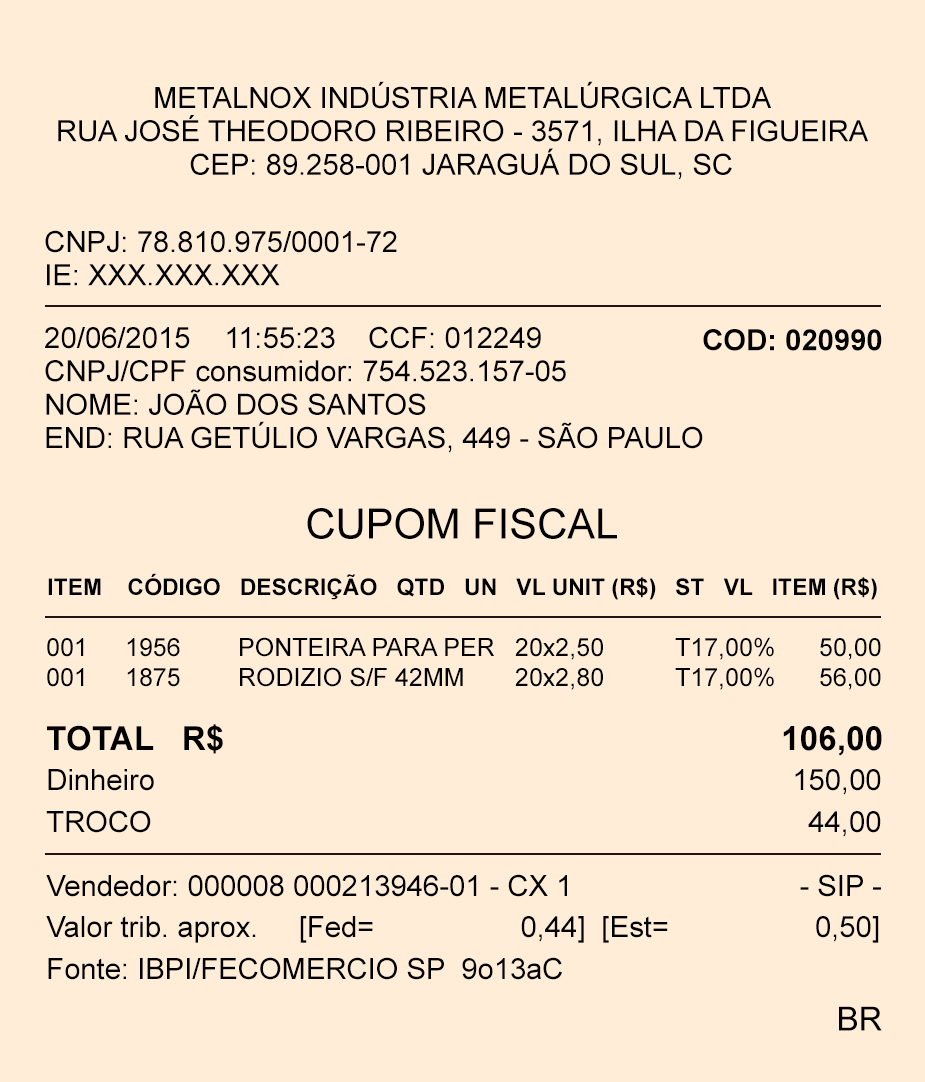 METALNOX INDÚSTRIA METALÚRGICA LTDA
RUA JOSÉ THEODORO RIBEIRO - 3571, ILHA DA FIGUEIRA
CEP: 89.258-001 JARAGUÁ DO SUL, SC
CNPJ: 78.810.975/0001-72
IE: XXX.XXX.XXX
20/06/2015 11:55:23 CCF: 012249 COD: 020990
CNPJ/CPF consumidor: 754.523.157-05
NOME: JOÃO DOS SANTOS
END: RUA GETÚLIO VARGAS, 449 - SÃO PAULO
CUPOM FISCAL
ITEM CÓDIGO DESCRIÇÃO QTD UN VL UNIT (R$) ST VL ITEM (R$)
001 1956 PONTEIRA PARA PER 20x2,50 T17,00% 50,00
001 1875 RODIZIO S/F 42MM 20x2,80 T17,00% 56,00
TOTAL R$ 106,00
Dinheiro 150,00
TROCO 44,00
Vendedor: 000008 000213946-01 - CX 1 - SIP -
Valor trib. aprox. [Fed= 0,44] [Est= 0,50]
Fonte: IBPI/FECOMERCIO SP 9o13aC
BR